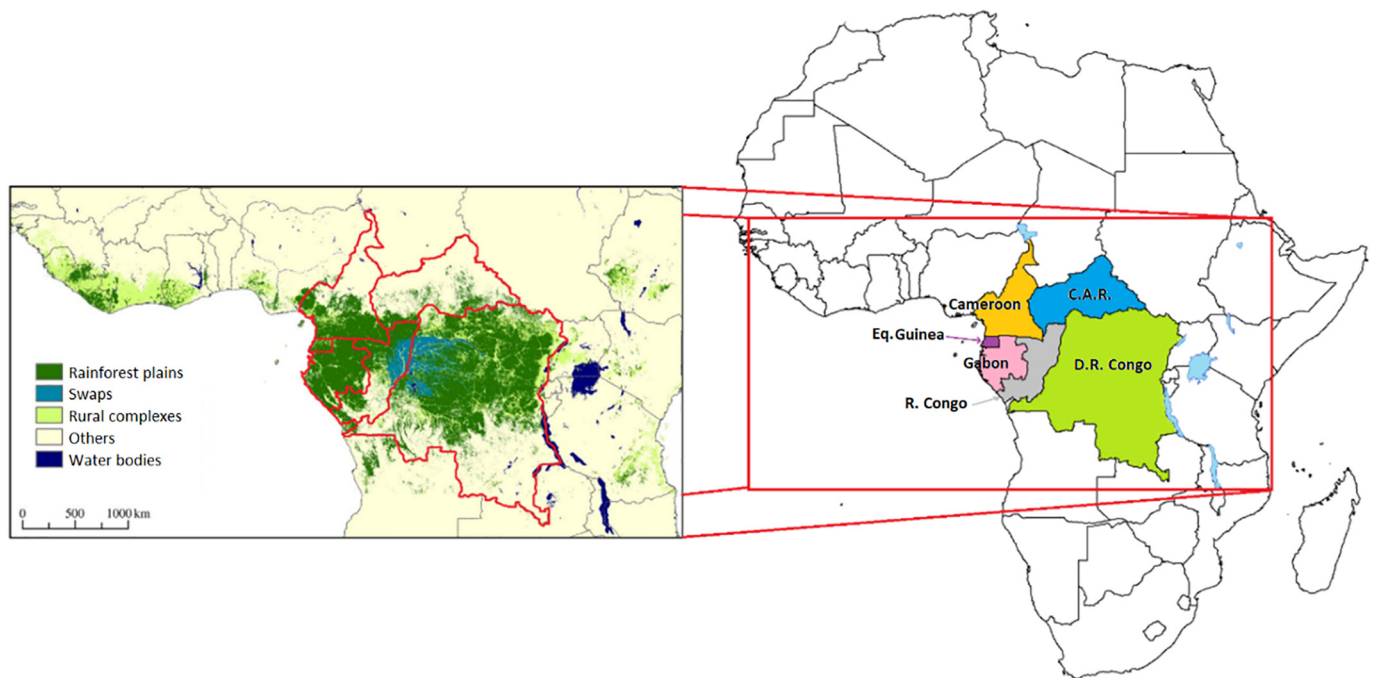 Rainforest plains
Swaps
Rural complexes
Others
Water bodies
0 500 1000 km
Cameroon
C.A.R.
Eq.Guinea
Gabon
D.R. Congo
R. Congo